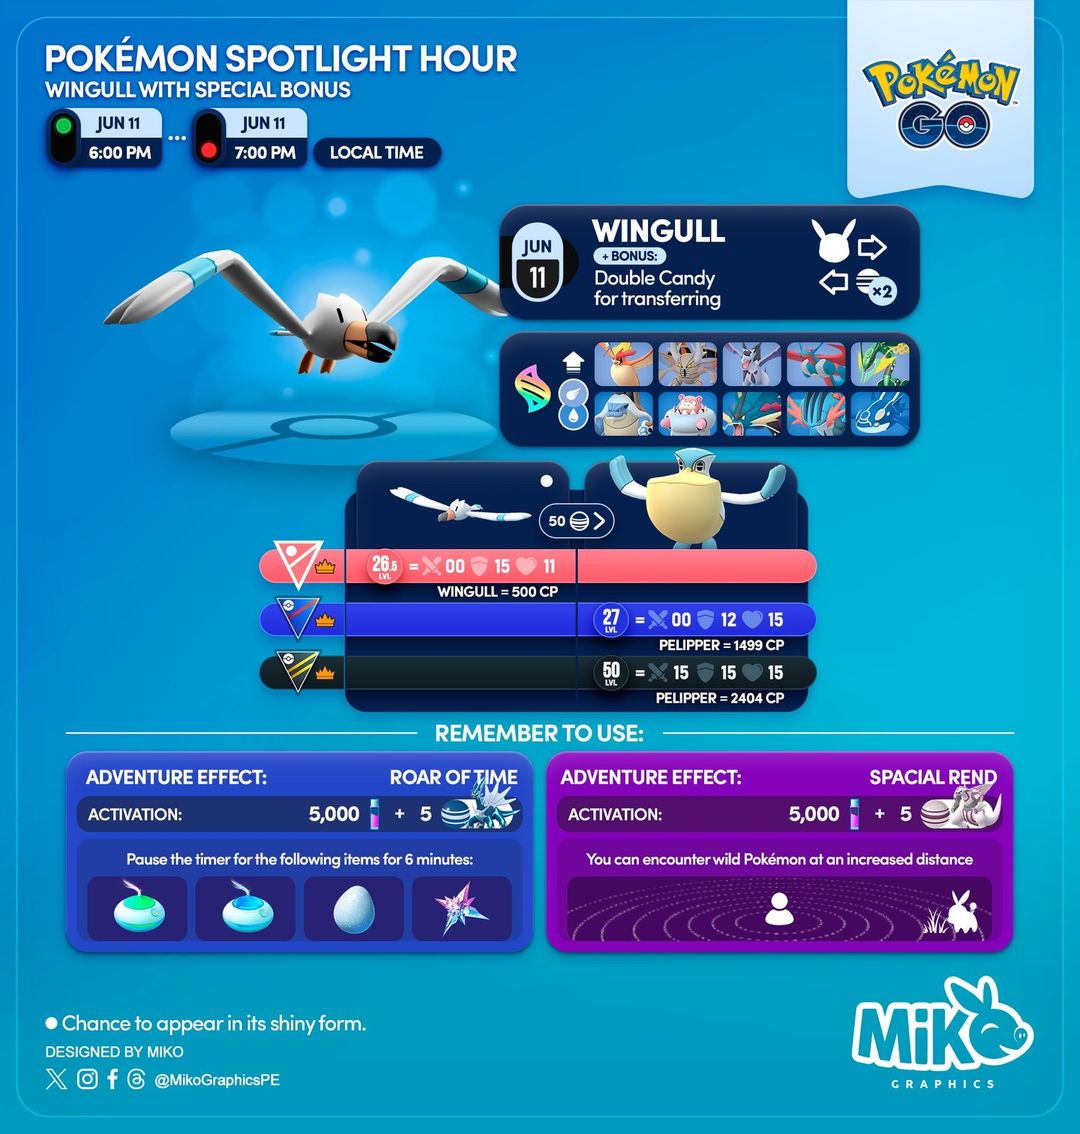 POKÉMON SPOTLIGHT HOUR
WINGULL WITH SPECIAL BONUS
JUN 11
6:00 PM
...
JUN 11
7:00 PM
LOCAL TIME
POKÉMON
GO
JUN
11
WINGULL
+ BONUS:
Double Candy
for transferring
×2
50
26.5
LVL
= 00 15 11
WINGULL = 500 CP
27
LVL
= 00 12 15
PELIPPER = 1499 CP
50
LVL
= 15 15 15
PELIPPER = 2404 CP
REMEMBER TO USE:
ADVENTURE EFFECT: ROAR OF TIME
ACTIVATION: 5,000 + 5
Pause the timer for the following items for 6 minutes:
ADVENTURE EFFECT: SPACIAL REND
ACTIVATION: 5,000 + 5
You can encounter wild Pokémon at an increased distance
Chance to appear in its shiny form.
DESIGNED BY MIKO
@MikoGraphicsPE
MiKO
GRAPHICS